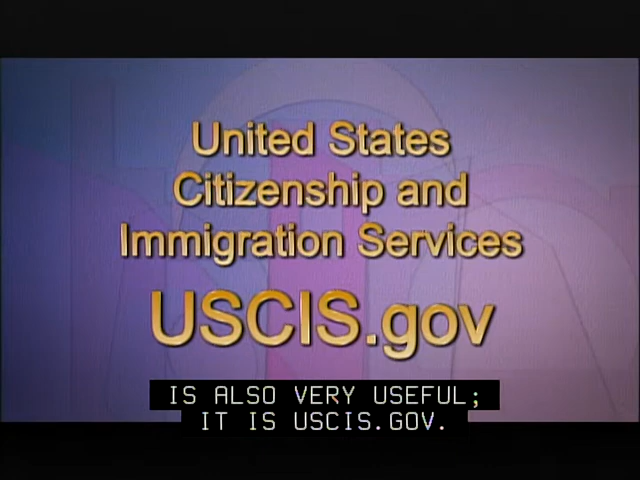 United States
Citizenship and
Immigration Services
USCIS.gov
IS ALSO VERY USEFUL;
IT IS USCIS.GOV.